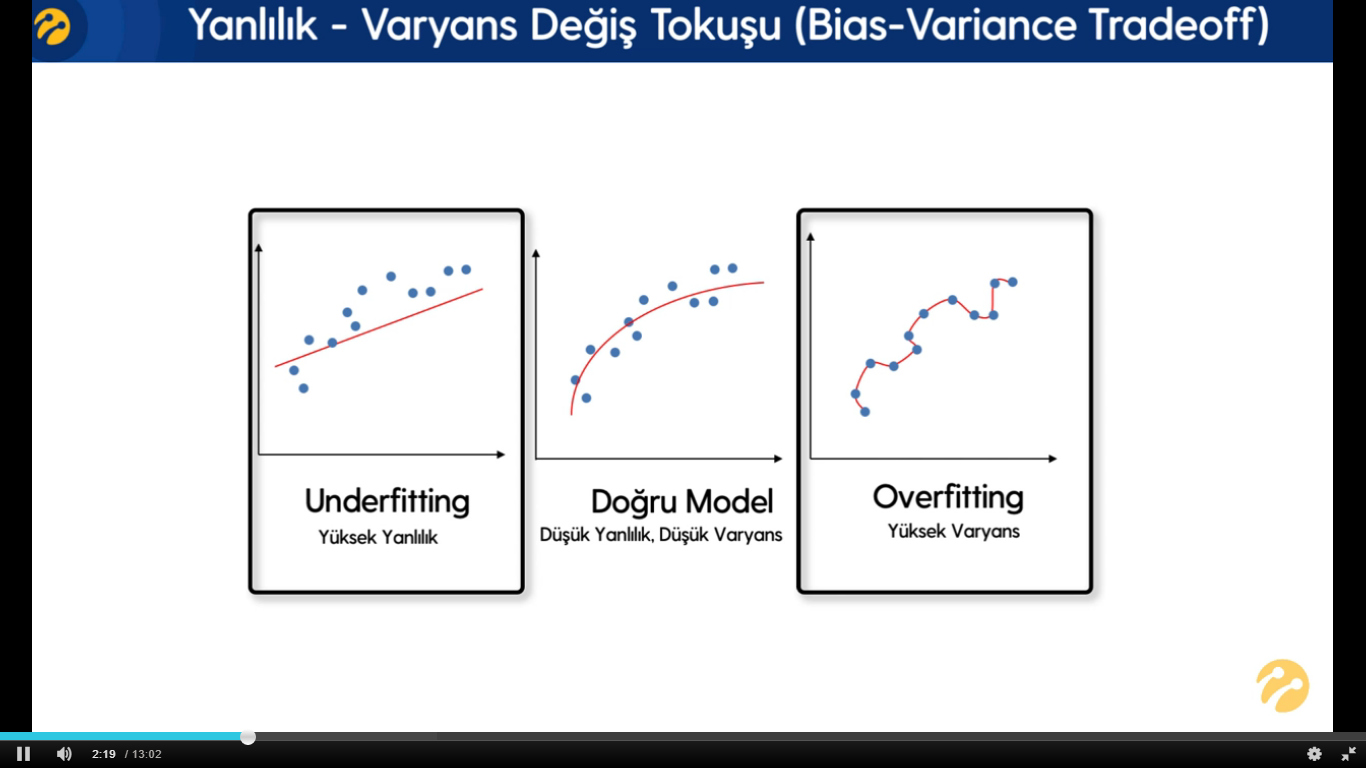 Yanlılık - Varyans Değiş Tokuşu (Bias-Variance Tradeoff)
Underfitting
Yüksek Yanlılık
Doğru Model
Düşük Yanlılık, Düşük Varyans
Overfitting
Yüksek Varyans
2:19 / 13:02